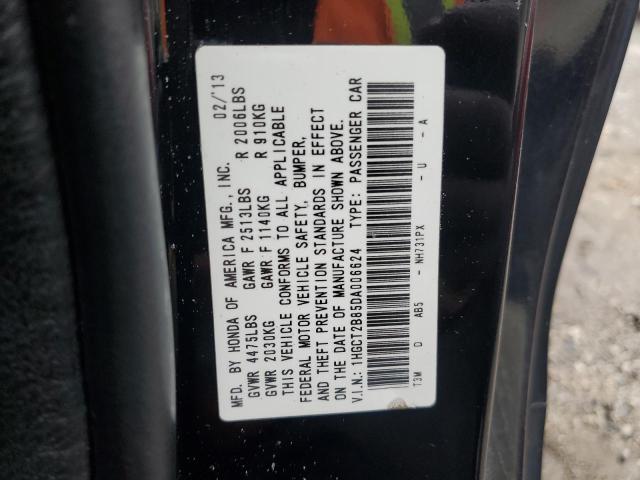 MFD. BY HONDA OF AMERICA MFG., INC. 02/'13
GVWR 4475LBS GAWR F 2513LBS R 2006LBS
GVWR 2030KG GAWR F 1140KG R 910KG
THIS VEHICLE CONFORMS TO ALL APPLICABLE
FEDERAL MOTOR VEHICLE SAFETY, BUMPER,
AND THEFT PREVENTION STANDARDS IN EFFECT
ON THE DATE OF MANUFACTURE SHOWN ABOVE.
V.I.N.: 1HGCT2B85DA006624 TYPE: PASSENGER CAR
T3M D AB5 - NH731PX - U - A